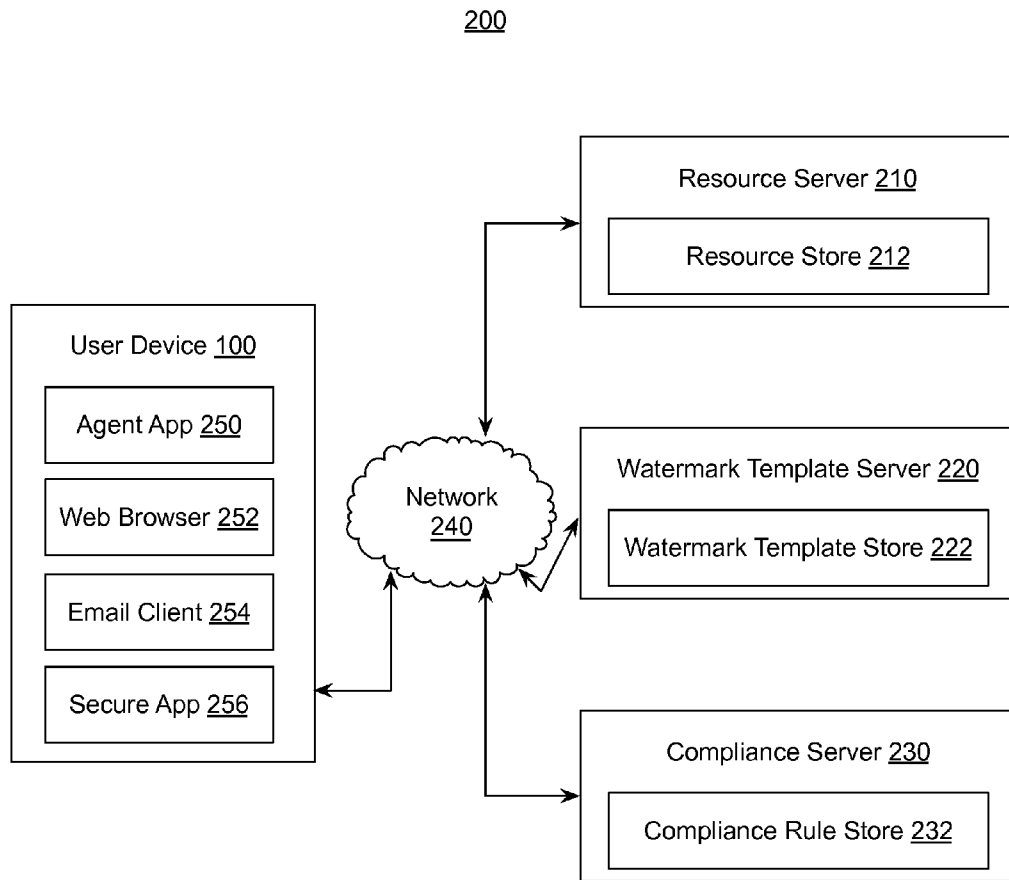 200
Resource Server 210
Resource Store 212
User Device 100
Agent App 250
Web Browser 252
Email Client 254
Secure App 256
Network
240
Watermark Template Server 220
Watermark Template Store 222
Compliance Server 230
Compliance Rule Store 232